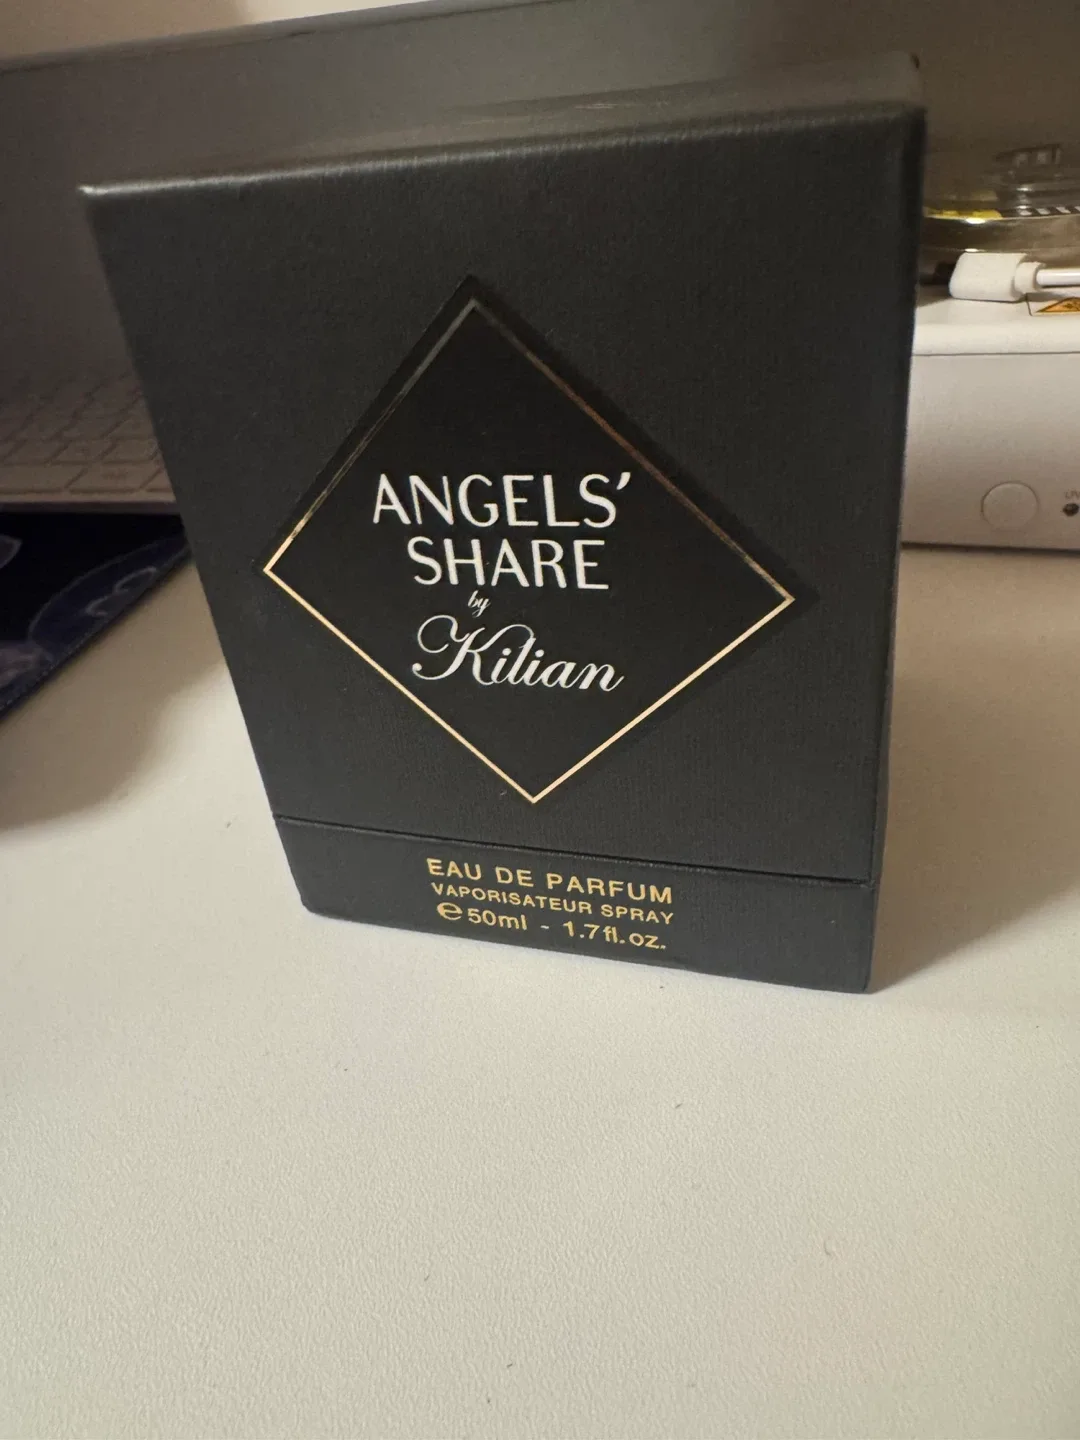 ANGELS'
SHARE
by
Kilian
EAU DE PARFUM
VAPORISATEUR SPRAY
℮50ml - 1.7fl.oz.